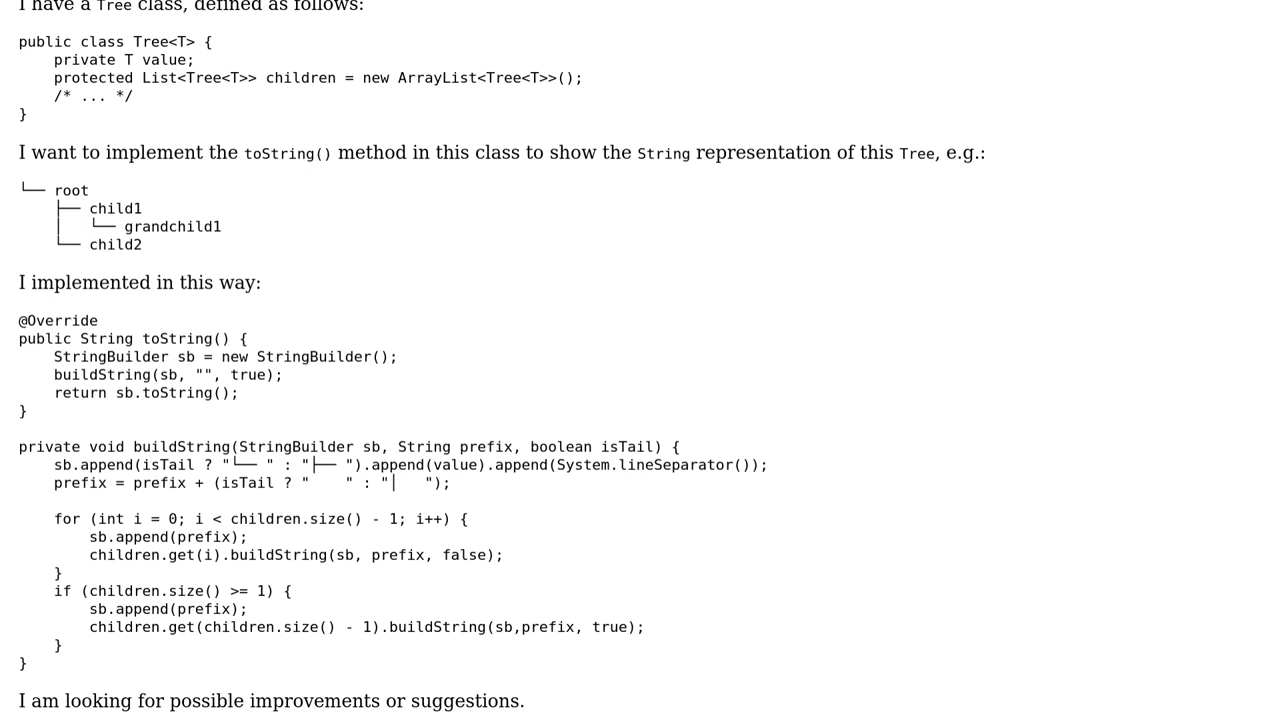 I have a Tree class, defined as follows:
public class Tree<T> {
    private T value;
    protected List<Tree<T>> children = new ArrayList<Tree<T>>();
    /* ... */
}
I want to implement the toString() method in this class to show the String representation of this Tree, e.g.:
└── root
    ├── child1
    │   └── grandchild1
    └── child2
I implemented in this way:
@Override
public String toString() {
    StringBuilder sb = new StringBuilder();
    buildString(sb, "", true);
    return sb.toString();
}
private void buildString(StringBuilder sb, String prefix, boolean isTail) {
    sb.append(isTail ? "└── " : "├── ").append(value).append(System.lineSeparator());
    prefix = prefix + (isTail ? "    " : "│   ");
    for (int i = 0; i < children.size() - 1; i++) {
        sb.append(prefix);
        children.get(i).buildString(sb, prefix, false);
    }
    if (children.size() >= 1) {
        sb.append(prefix);
        children.get(children.size() - 1).buildString(sb,prefix, true);
    }
}
I am looking for possible improvements or suggestions.